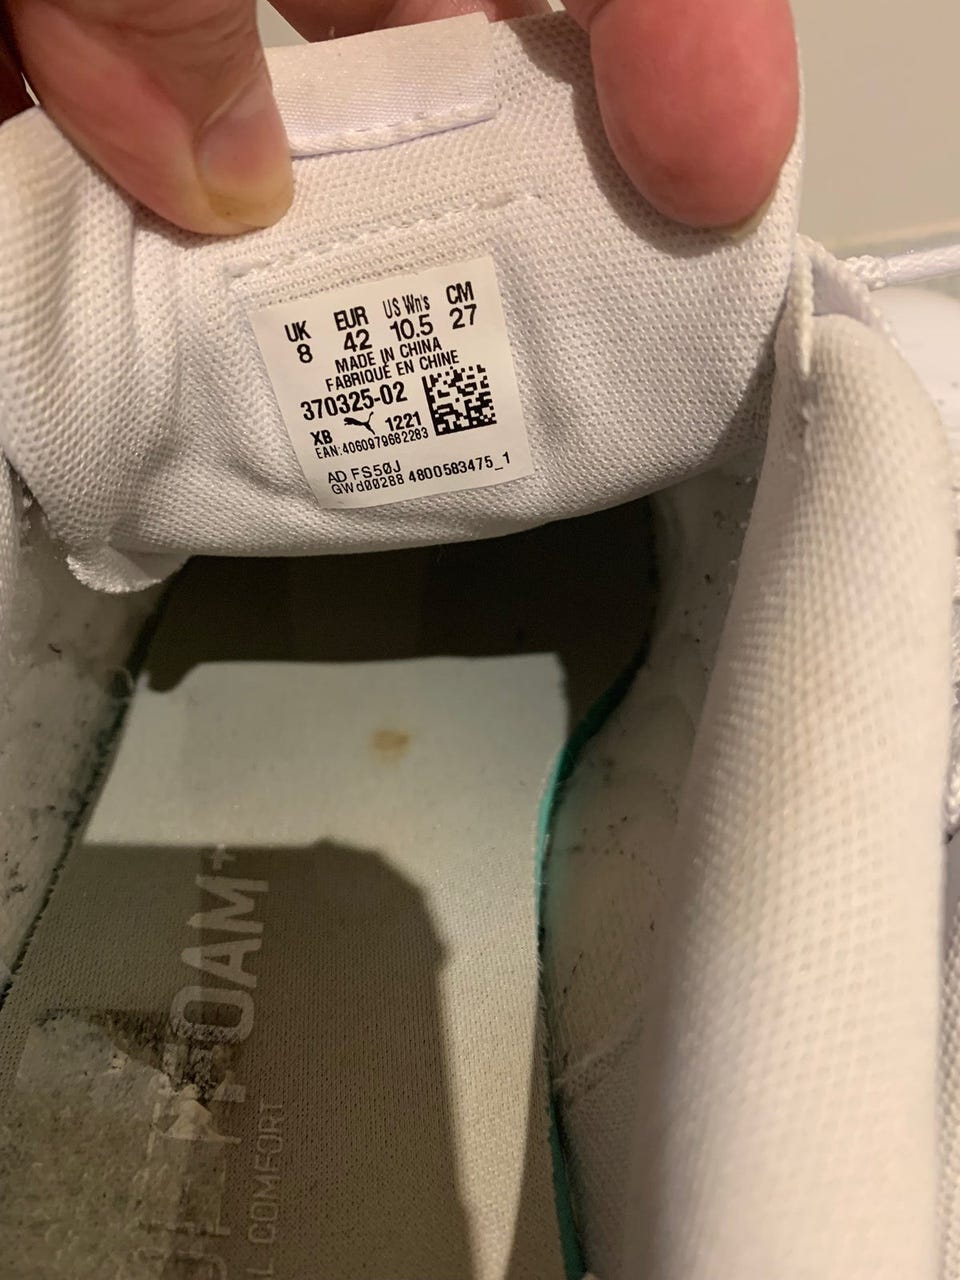 UK EUR US Wn's CM
8 42 10.5 27
MADE IN CHINA
FABRIQUÉ EN CHINE
370325-02
XB 1221
EAN:4060979682283
AD FS50J
GWd00288 4800583475_1
FOAM+
COMFORT